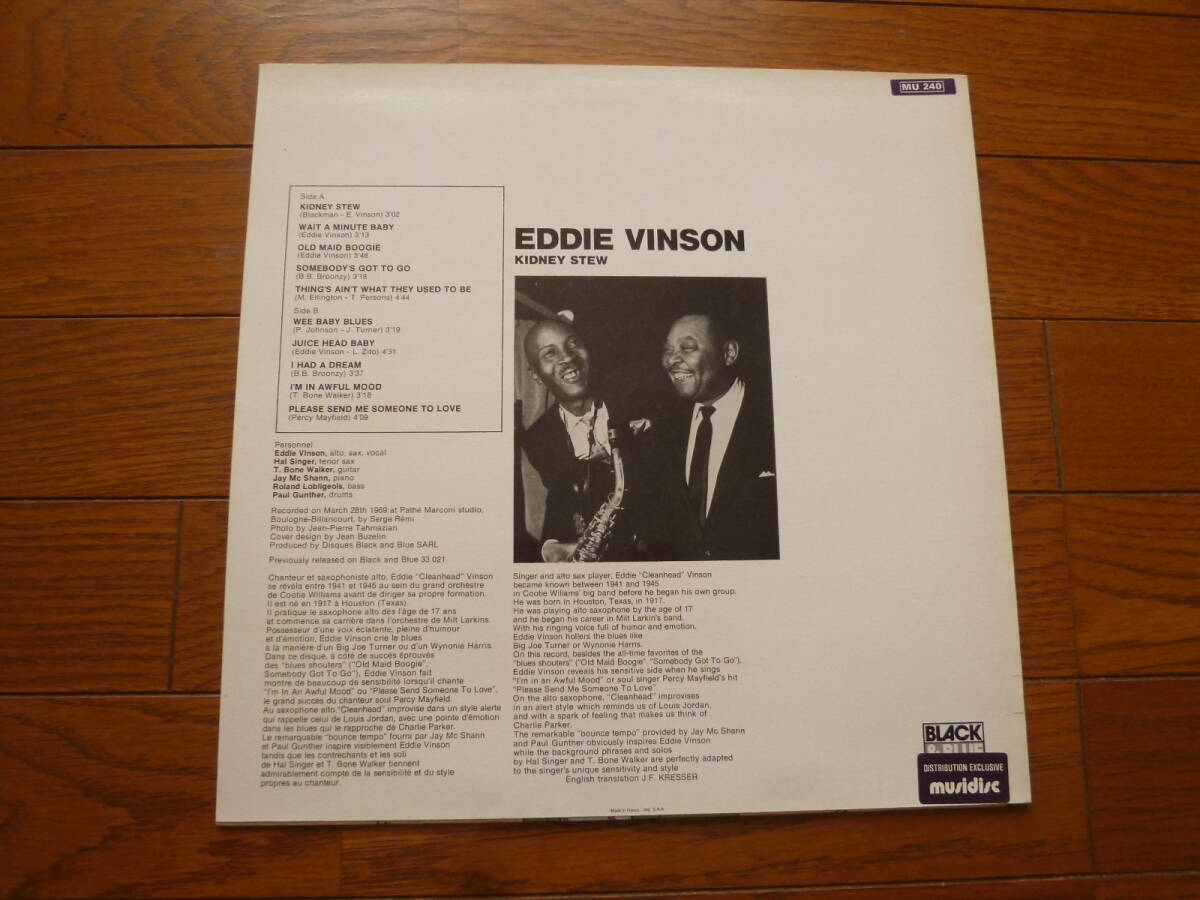 MU 240
Side A
KIDNEY STEW
(Blackman - E. Vinson) 3'02
WAIT A MINUTE BABY
(Eddie Vinson) 3'13
OLD MAID BOOGIE
(Eddie Vinson) 3'48
SOMEBODY'S GOT TO GO
(B.B. Broonzy) 3'18
THING'S AIN'T WHAT THEY USED TO BE
(M. Ellington - T. Persons) 4'44
Side B
WEE BABY BLUES
(P. Johnson - J. Turner) 3'19
JUICE HEAD BABY
(Eddie Vinson - L. Zito) 4'31
I HAD A DREAM
(B.B. Broonzy) 3'37
I'M IN AWFUL MOOD
(T. Bone Walker) 3'18
PLEASE SEND ME SOMEONE TO LOVE
(Percy Mayfield) 4'09
EDDIE VINSON
KIDNEY STEW
Personnel
Eddie Vinson, alto, sax, vocal
Hal Singer, tenor sax
T. Bone Walker, guitar
Jay Mc Shann, piano
Roland Lobligeois, bass
Paul Gunther, drums
Recorded on March 28th 1969 at Pathé Marconi studio,
Boulogne-Billancourt, by Serge Rémi
Photo by Jean-Pierre Tahmazian
Cover design by Jean Buzelin
Produced by Disques Black and Blue SARL
Previously released on Black and Blue 33.021
Chanteur et saxophoniste alto, Eddie "Cleanhead" Vinson
se révéla entre 1941 et 1945 au sein du grand orchestre
de Cootie Williams avant de diriger sa propre formation.
Il est né en 1917 à Houston (Texas).
Il pratique le saxophone alto dès l'âge de 17 ans
et commence sa carrière dans l'orchestre de Milt Larkins.
Possesseur d'une voix éclatante, pleine d'humour
et d'émotion, Eddie Vinson crie le blues
à la manière d'un Big Joe Turner ou d'un Wynonie Harris.
Dans ce disque, à côté de succès éprouvés
des "blues shouters" ("Old Maid Boogie",
"Somebody Got To Go"), Eddie Vinson fait
montre de beaucoup de sensibilité lorsqu'il chante
"I'm In An Awful Mood" ou "Please Send Someone To Love",
le grand succès du chanteur soul Percy Mayfield.
Au saxophone alto,"Cleanhead" improvise dans un style alerte
qui rappelle celui de Louis Jordan, avec une pointe d'émotion
dans les blues qui le rapproche de
Charlie Parker.
Le remarquable "bounce tempo" fourni par Jay Mc Shann
et Paul Gunther inspire visiblement Eddie Vinson
tandis que les contrechants et les soli
de Hal Singer et T. Bone Walker tiennent
admirablement compte de la sensibilité et du style
propres au chanteur.
Singer and alto sax player, Eddie "Cleanhead" Vinson
became known between 1941 and 1945
in Cootie Wiliams' big band before he began his own group.
He was born in Houston, Texas, in 1917.
He was playing alto saxophone by the age of 17
and he began his career in Milt Larkin's band.
With his ringing voice full of humor and emotion,
Eddie Vinson hollers the blues like
Big Joe Turner or Wynonie Harris.
On this record, besides the all-time favorites of the
"blues shouters" ("Old Maid Boogie". "Somebody Got To Go"),
Eddie Vinson reveals his sensitive side when he sings
"I'm in an Awful Mood" or soul singer Percy Mayfield's hit
"Please Send Me Someone To Love".
On the alto saxophone, "Cleanhead" improvises
in an alert style which reminds us of Louis Jordan,
and with a spark of feeling that makes us think of
Charlie Parker.
The remarkable "bounce tempo" provided by Jay Mc Shann
and Paul Gunther obviously inspires Eddie Vinson
while the background phrases and solos
by Hal Singer and T. Bone Walker are perfectly adapted
to the singer's unique sensitivity and style
English translation J.F. KRESSER
BLACK
& BLUE
DISTRIBUTION EXCLUSIVE
musidisc
Made in France